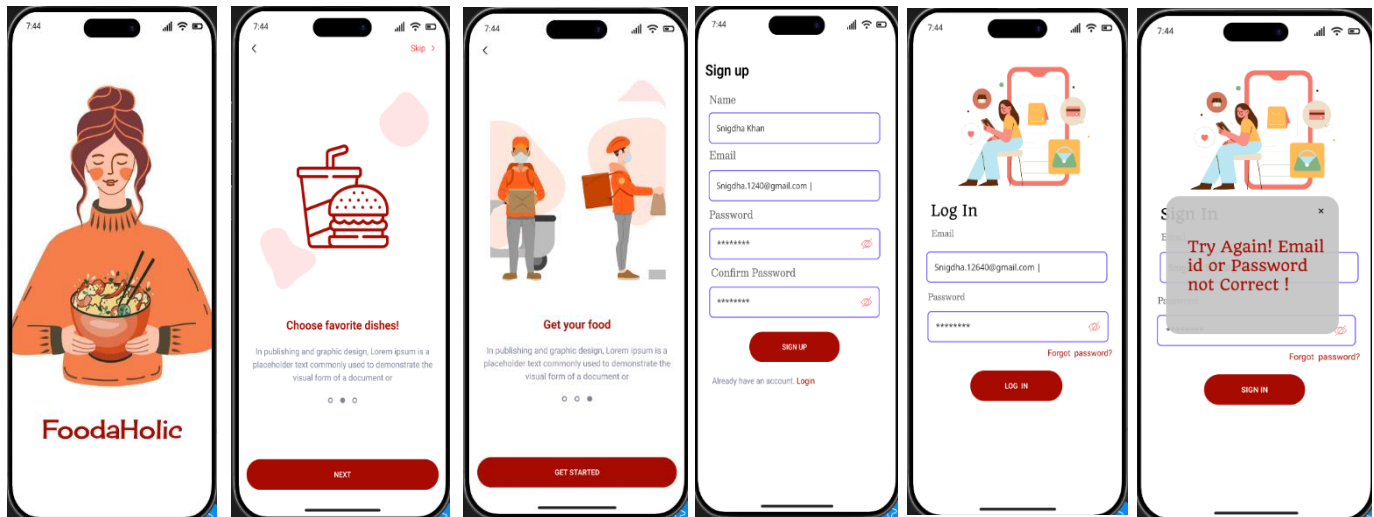 7:44
FoodaHolic
7:44
Skip >
Choose favorite dishes!
In publishing and graphic design, Lorem ipsum is a
placeholder text commonly used to demonstrate the
visual form of a document or
NEXT
7:44
Get your food
In publishing and graphic design, Lorem ipsum is a
placeholder text commonly used to demonstrate the
visual form of a document or
GET STARTED
7:44
Sign up
Name
Snigdha Khan
Email
Snigdha.1240@gmail.com |
Password
********
Confirm Password
********
SIGN UP
Already have an account. Login
7:44
Log In
Email
Snigdha.12640@gmail.com |
Password
********
Forgot password?
LOG IN
7:44
Sign In
×
Try Again! Email
id or Password
not Correct !
Forgot password?
SIGN IN